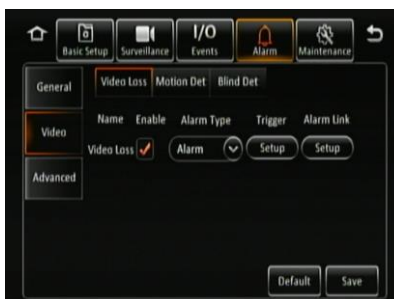 I/O
Basic Setup Surveillance Events Alarm Maintenance
General Video Loss Motion Det Blind Det
Name Enable Alarm Type Trigger Alarm Link
Video
Video Loss Alarm Setup Setup
Advanced
Default Save